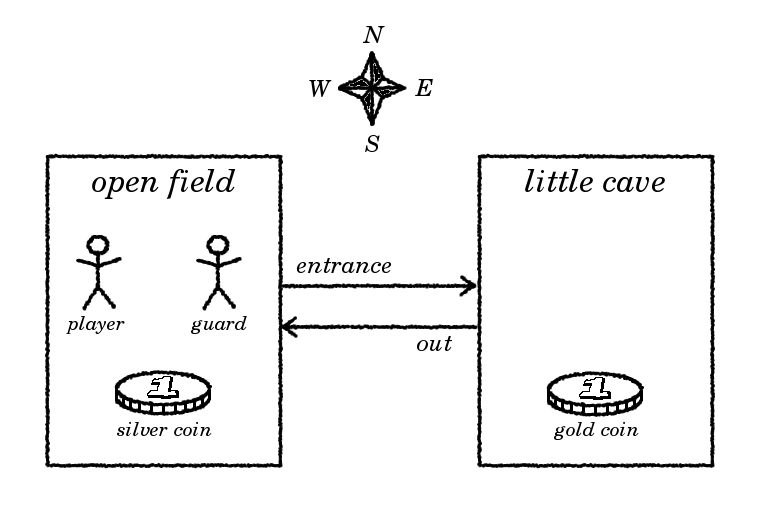 N
W
E
S
open field
little cave
player
guard
entrance
out
1
silver coin
1
gold coin